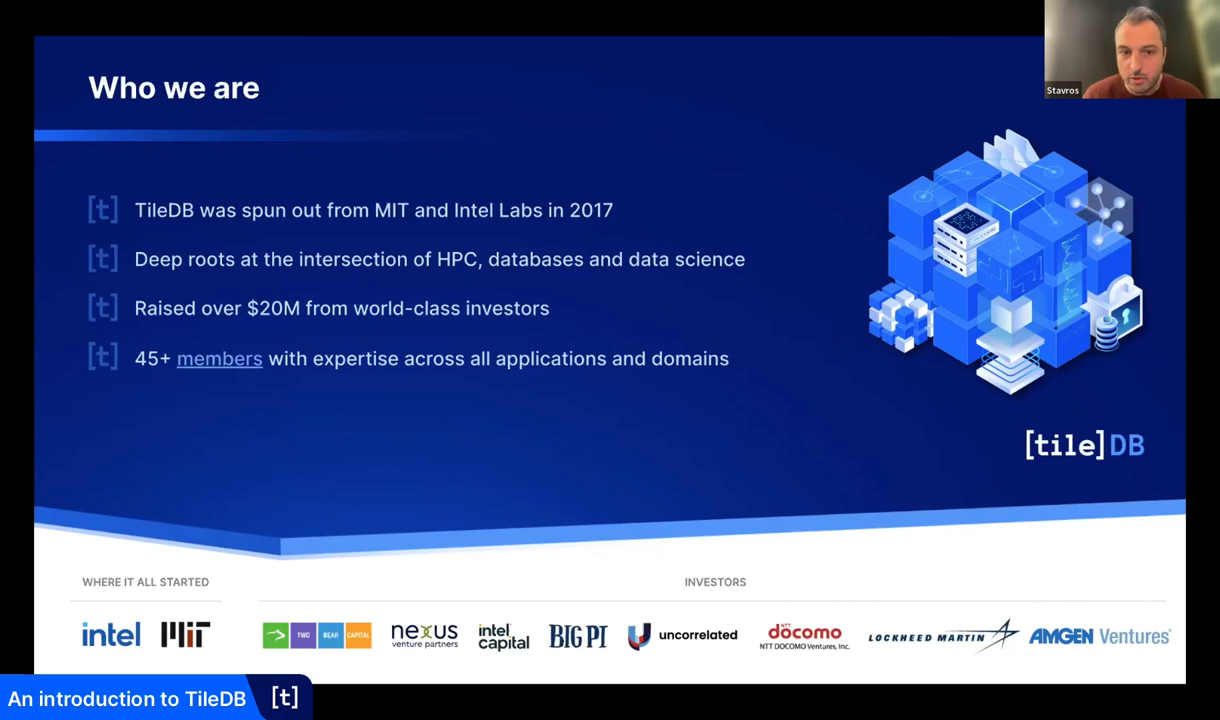 Stavros
Who we are
[t] TileDB was spun out from MIT and Intel Labs in 2017
[t] Deep roots at the intersection of HPC, databases and data science
[t] Raised over $20M from world-class investors
[t] 45+ members with expertise across all applications and domains
[tile]DB
WHERE IT ALL STARTED
INVESTORS
intel
MIT
TWO BEAR CAPITAL
nexus
venture partners
intel
capital
BIG PI
uncorrelated
NTT
docomo
NTT DOCOMO Ventures, Inc.
LOCKHEED MARTIN
AMGEN Ventures®
An introduction to TileDB [t]